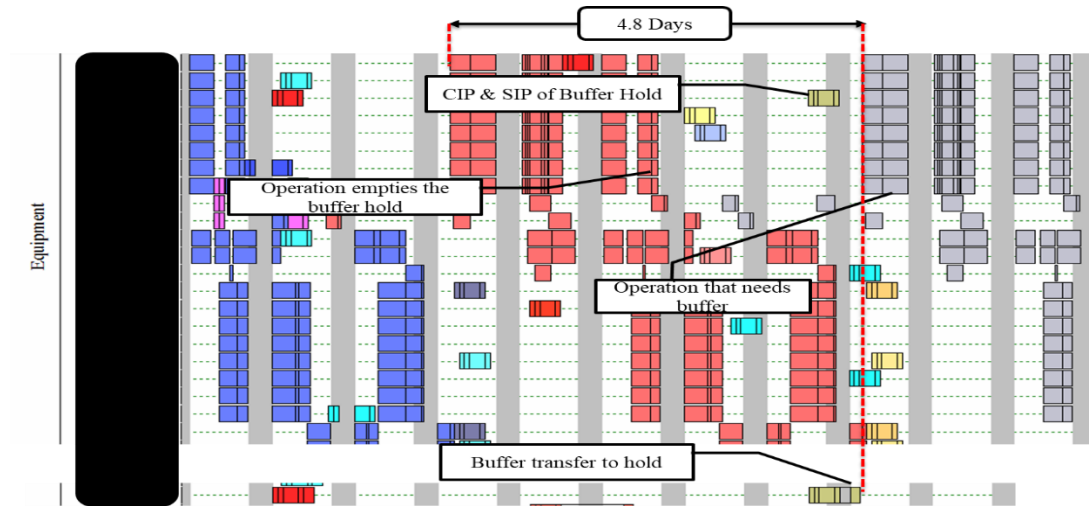 4.8 Days
CIP & SIP of Buffer Hold
Operation empties the
buffer hold
Equipment
Operation that needs
buffer
Buffer transfer to hold